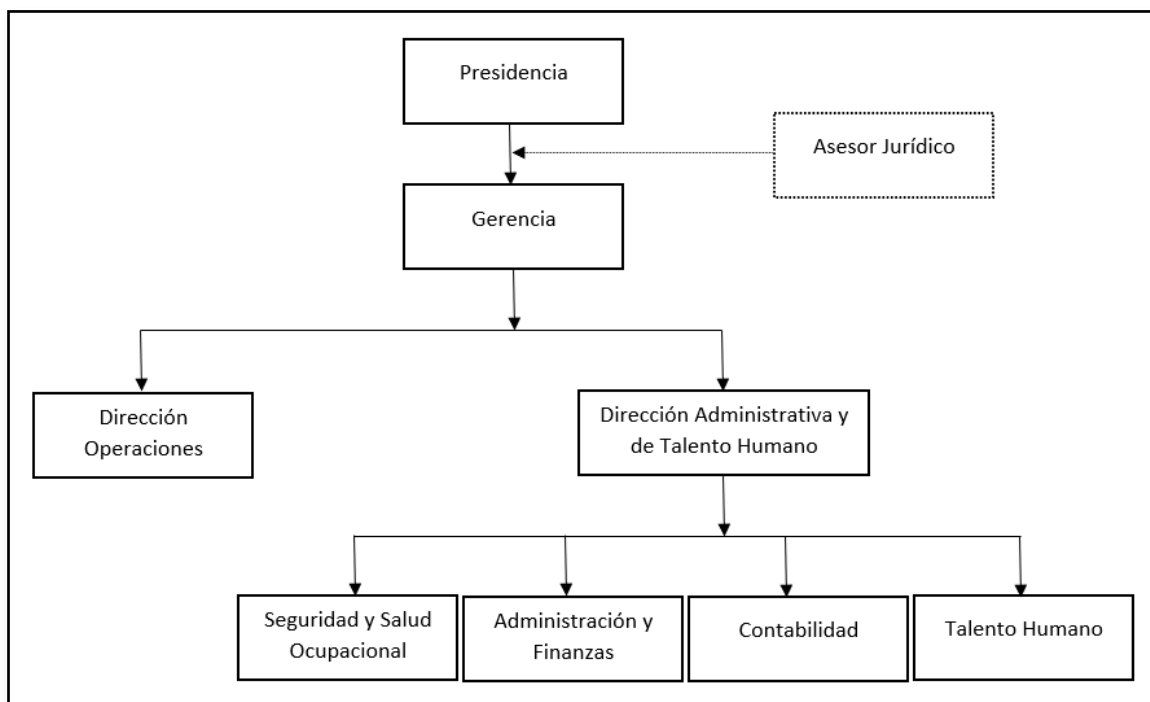 Presidencia
Asesor Jurídico
Gerencia
Dirección
Operaciones
Dirección Administrativa y
de Talento Humano
Seguridad y Salud
Ocupacional
Administración y
Finanzas
Contabilidad
Talento Humano